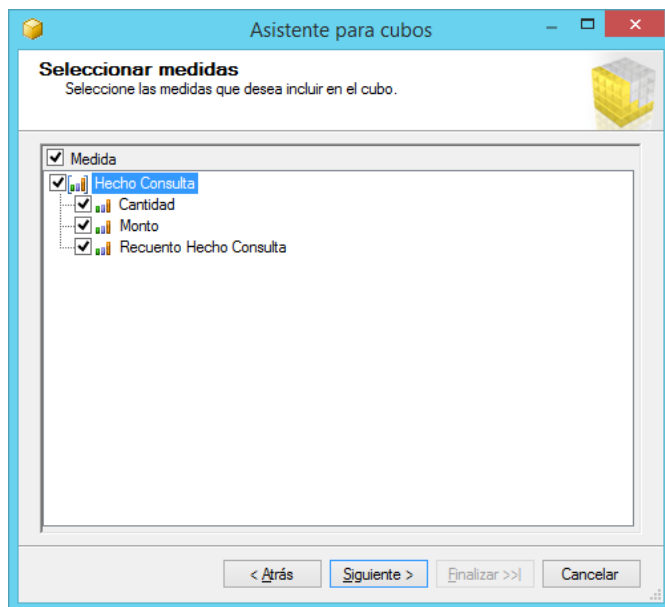 Asistente para cubos
Seleccionar medidas
Seleccione las medidas que desea incluir en el cubo.
Medida
Hecho Consulta
Cantidad
Monto
Recuento Hecho Consulta
< Atrás Siguiente > Finalizar >>| Cancelar